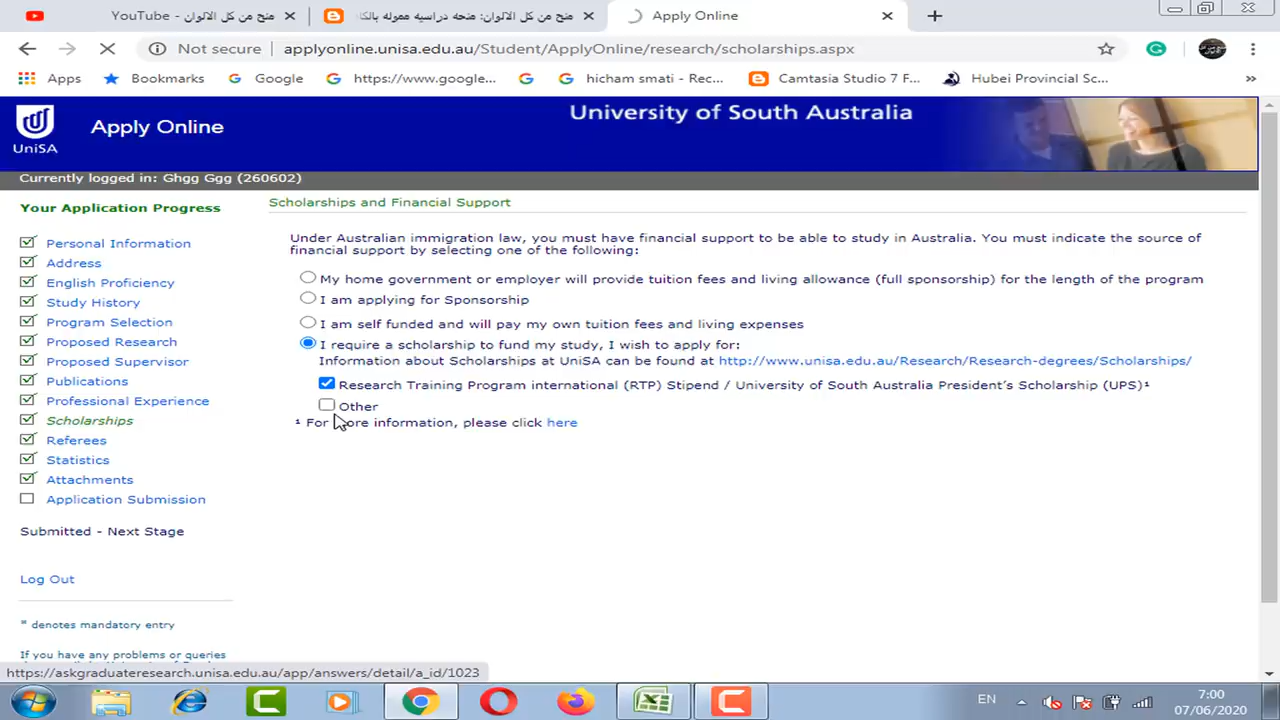 YouTube - منح من كل الالوان
منح من كل الالوان: منحه دراسيه مموله بالكا
Apply Online
Not secure
applyonline.unisa.edu.au/Student/ApplyOnline/research/scholarships.aspx
Apps
Bookmarks
Google
https://www.google...
hicham smati - Rec...
Camtasia Studio 7 F...
Hubei Provincial Sc...
»
UniSA
Apply Online
University of South Australia
Currently logged in: Ghgg Ggg (260602)
Your Application Progress
Personal Information
Address
English Proficiency
Study History
Program Selection
Proposed Research
Proposed Supervisor
Publications
Professional Experience
Scholarships
Referees
Statistics
Attachments
Application Submission
Submitted - Next Stage
Log Out
* denotes mandatory entry
If you have any problems or queries
Scholarships and Financial Support
Under Australian immigration law, you must have financial support to be able to study in Australia. You must indicate the source of
financial support by selecting one of the following:
My home government or employer will provide tuition fees and living allowance (full sponsorship) for the length of the program
I am applying for Sponsorship
I am self funded and will pay my own tuition fees and living expenses
I require a scholarship to fund my study, I wish to apply for:
Information about Scholarships at UniSA can be found at http://www.unisa.edu.au/Research/Research-degrees/Scholarships/
Research Training Program international (RTP) Stipend / University of South Australia President's Scholarship (UPS)¹
Other
¹ For more information, please click here
https://askgraduateresearch.unisa.edu.au/app/answers/detail/a_id/1023
EN
7:00
07/06/2020